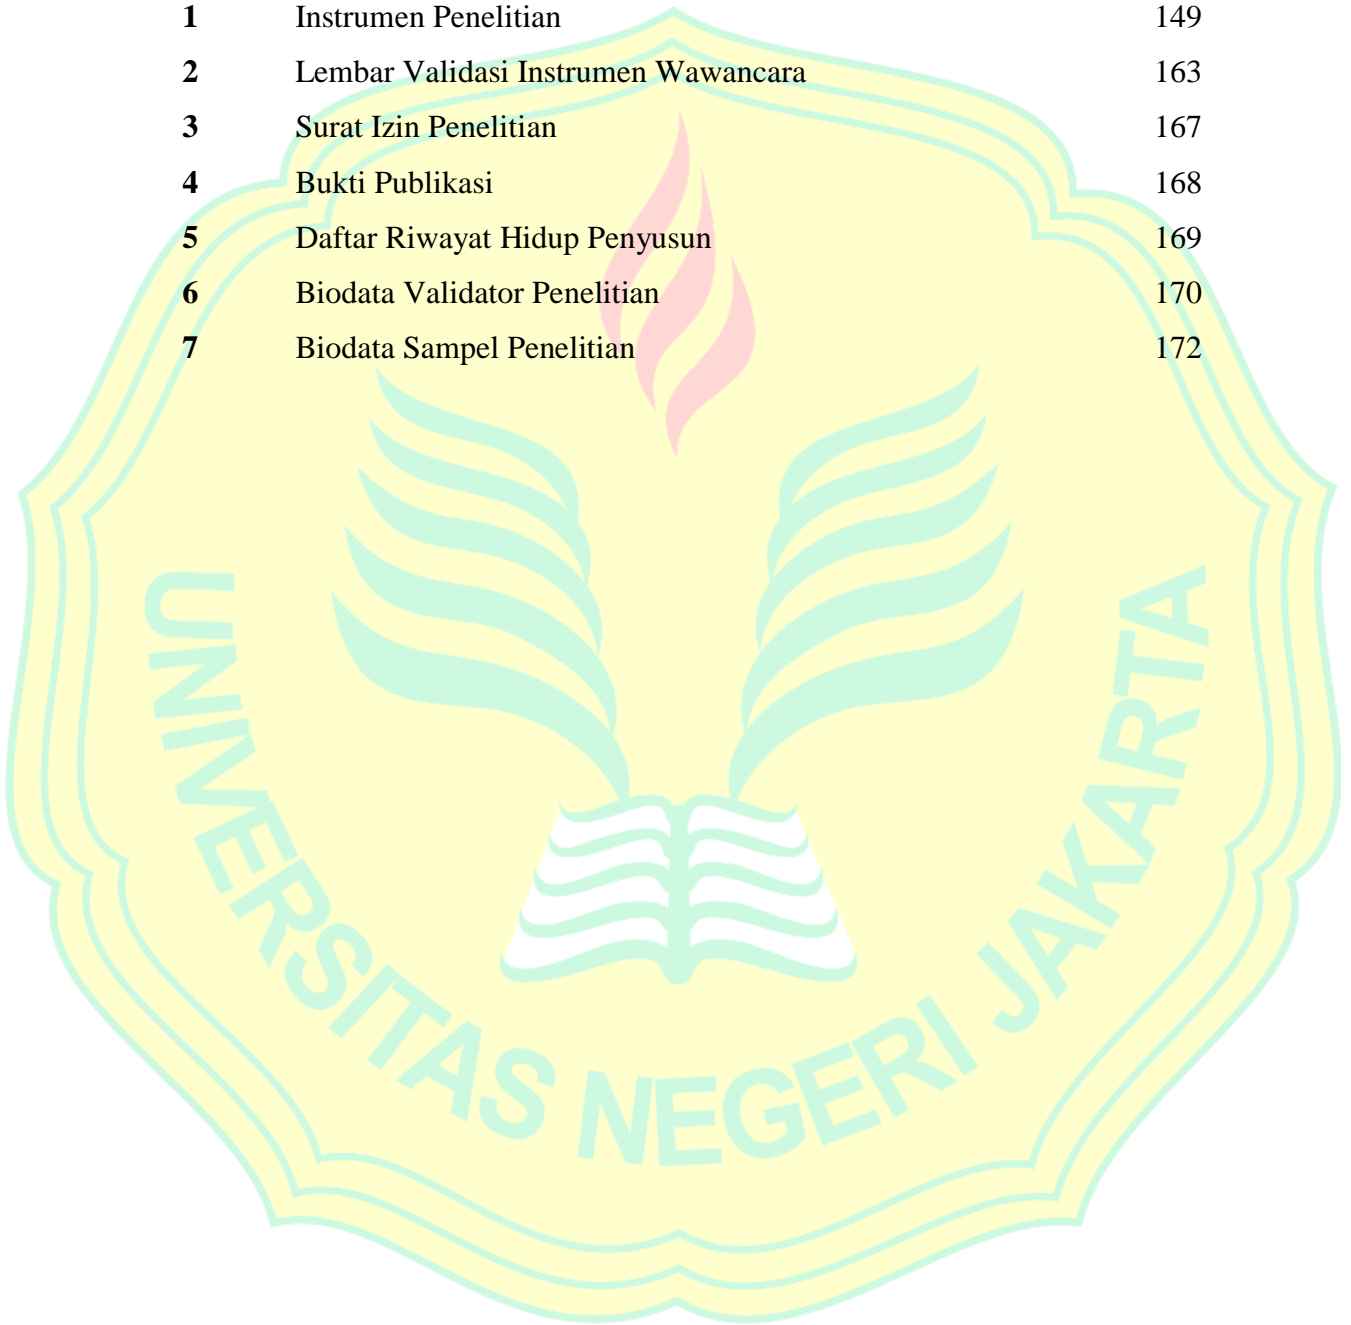 1 Instrumen Penelitian 149
2 Lembar Validasi Instrumen Wawancara 163
3 Surat Izin Penelitian 167
4 Bukti Publikasi 168
5 Daftar Riwayat Hidup Penyusun 169
6 Biodata Validator Penelitian 170
7 Biodata Sampel Penelitian 172
UNIVERSITAS NEGERI JAKARTA